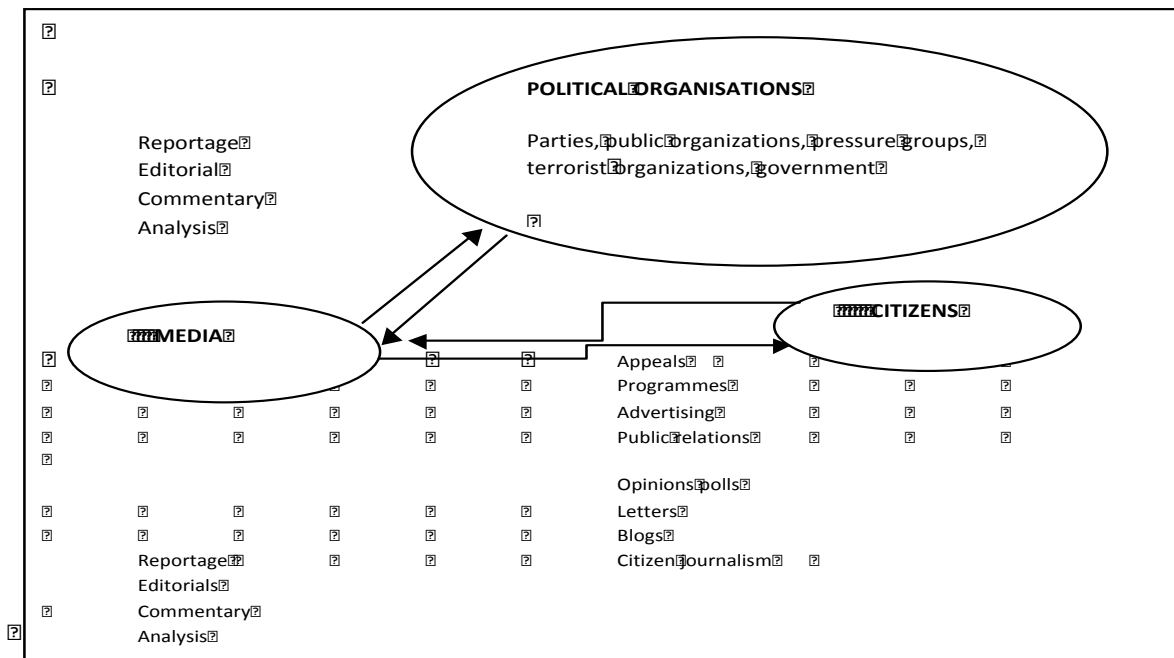 POLITICAL ORGANISATIONS
Reportage
Parties, public organizations, pressure groups,
Editorial
terrorist organizations, government
Commentary
Analysis
MEDIA
CITIZENS
Appeals
Programmes
Advertising
Public relations
Opinions polls
Letters
Blogs
Reportage
Citizen journalism
Editorials
Commentary
Analysis